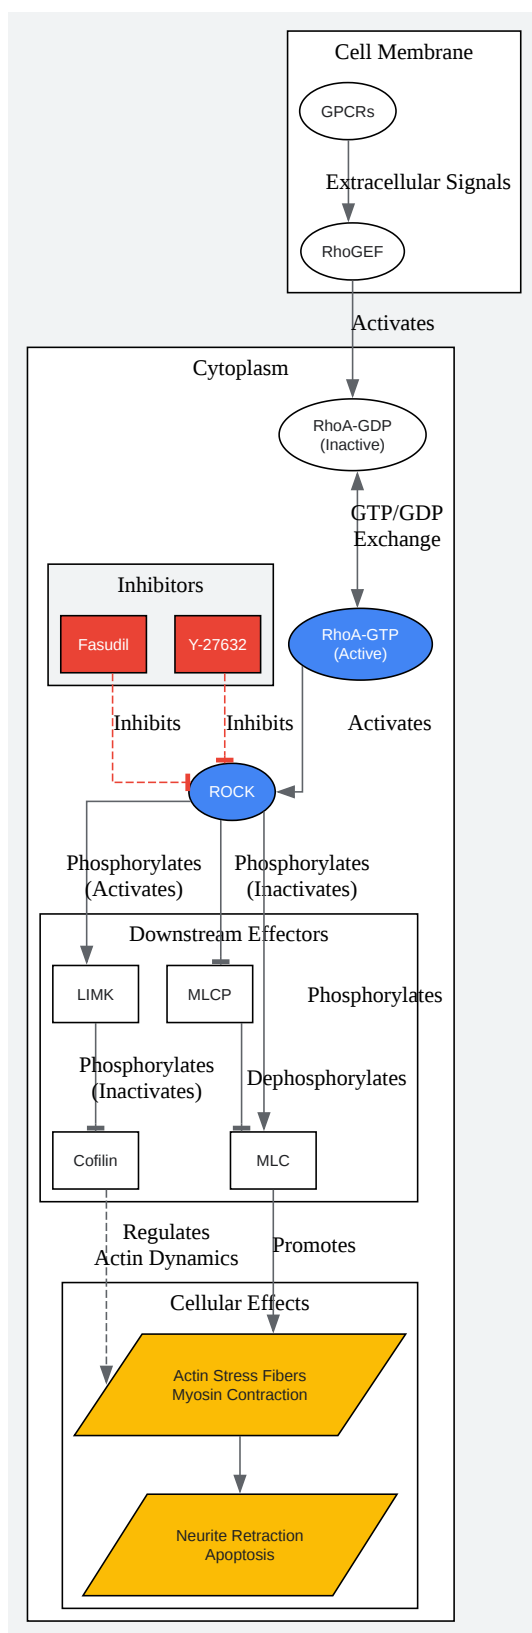 Cell Membrane
GPCRs
Extracellular Signals
RhoGEF
Activates
Cytoplasm
RhoA-GDP
(Inactive)
GTP/GDP
Exchange
Inhibitors
Fasudil
Y-27632
RhoA-GTP
(Active)
Inhibits
Inhibits
Activates
ROCK
Phosphorylates
(Activates)
Phosphorylates
(Inactivates)
Downstream Effectors
LIMK
MLCP
Phosphorylates
Phosphorylates
(Inactivates)
Dephosphorylates
Cofilin
MLC
Regulates
Actin Dynamics
Promotes
Cellular Effects
Actin Stress Fibers
Myosin Contraction
Neurite Retraction
Apoptosis